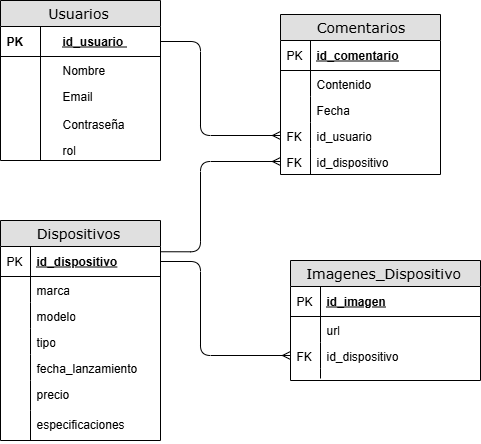 Usuarios
PK id_usuario
Nombre
Email
Contraseña
rol
Comentarios
PK id_comentario
Contenido
Fecha
FK id_usuario
FK id_dispositivo
Dispositivos
PK id_dispositivo
marca
modelo
tipo
fecha_lanzamiento
precio
especificaciones
Imagenes_Dispositivo
PK id_imagen
url
FK id_dispositivo